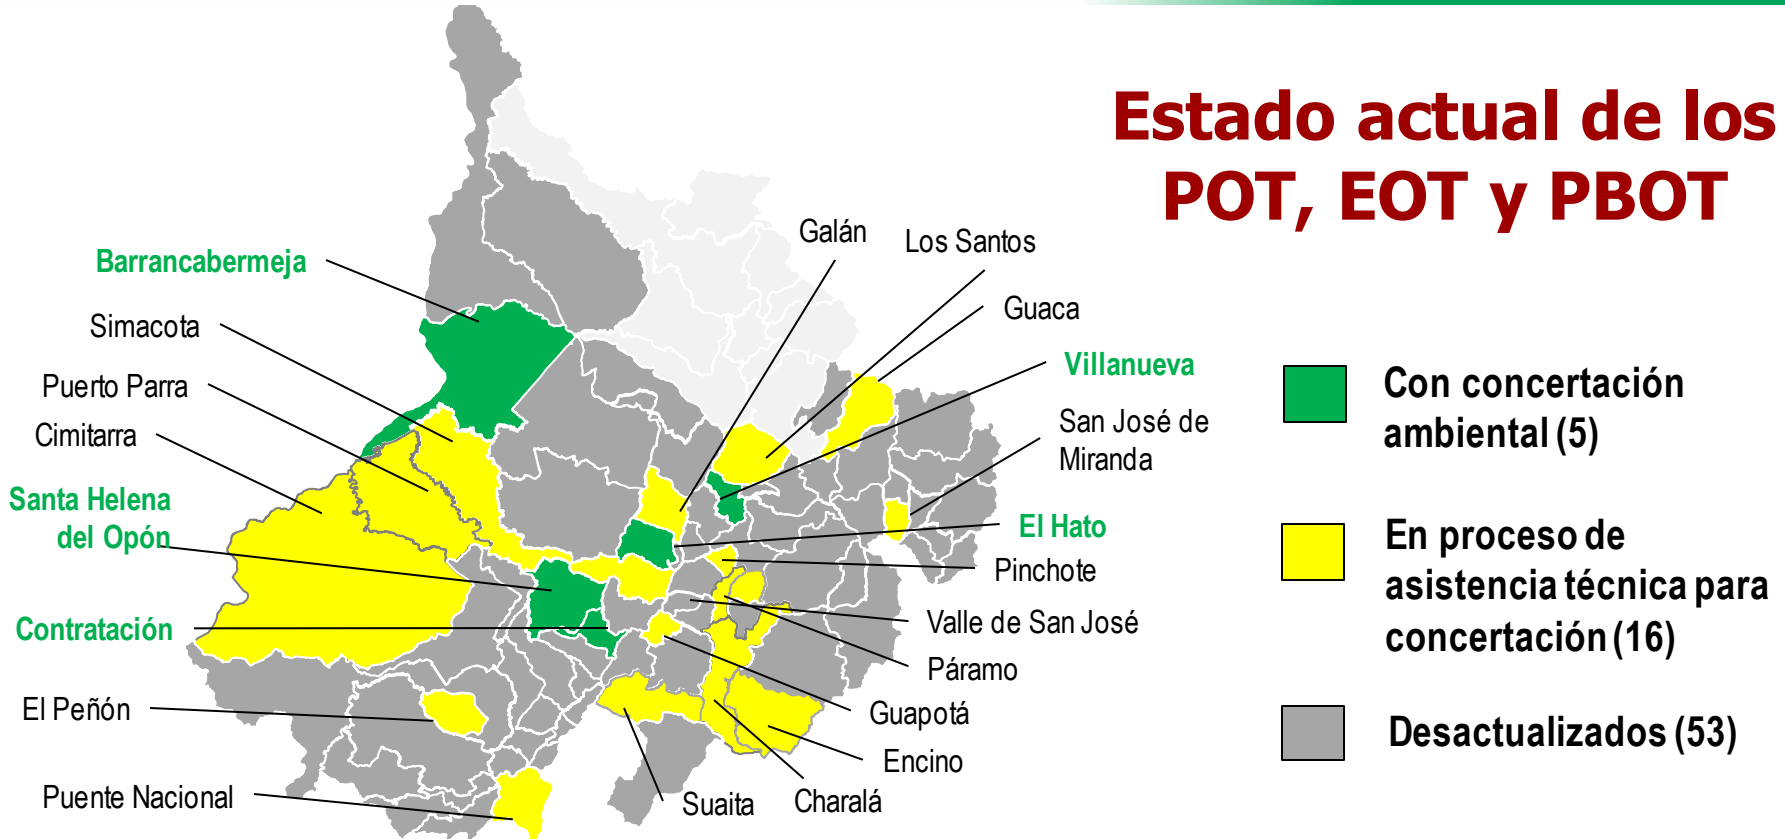 Estado actual de los
POT, EOT y PBOT
Galán
Los Santos
Barrancabermeja
Guaca
Simacota
Villanueva
Puerto Parra
San José de
Miranda
Cimitarra
Santa Helena
del Opón
El Hato
Pinchote
Contratación
Valle de San José
Páramo
El Peñón
Guapotá
Encino
Puente Nacional
Suaita
Charalá
Con concertación
ambiental (5)
En proceso de
asistencia técnica para
concertación (16)
Desactualizados (53)